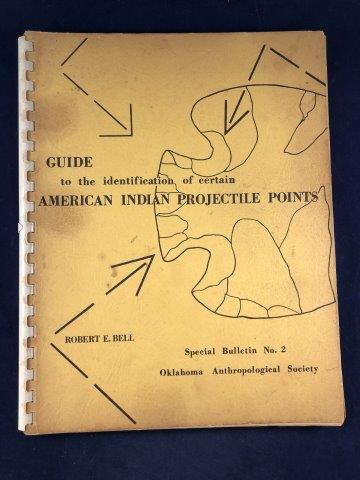 GUIDE
to the identification of certain
AMERICAN INDIAN PROJECTILE POINTS
ROBERT E. BELL
Special Bulletin No. 2
Oklahoma Anthropological Society